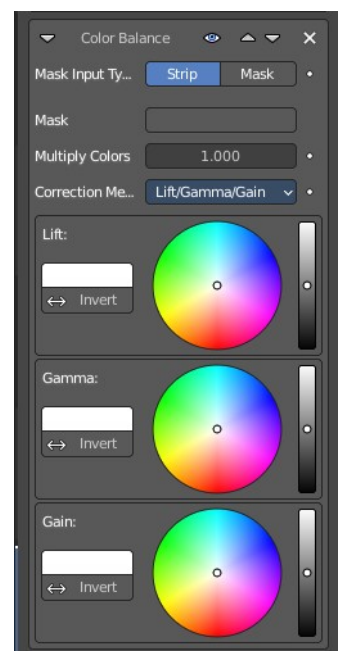 Color Balance
Mask Input Ty... Strip Mask
Mask
Multiply Colors 1.000
Correction Me... Lift/Gamma/Gain
Lift:
Invert
Gamma:
Invert
Gain:
Invert